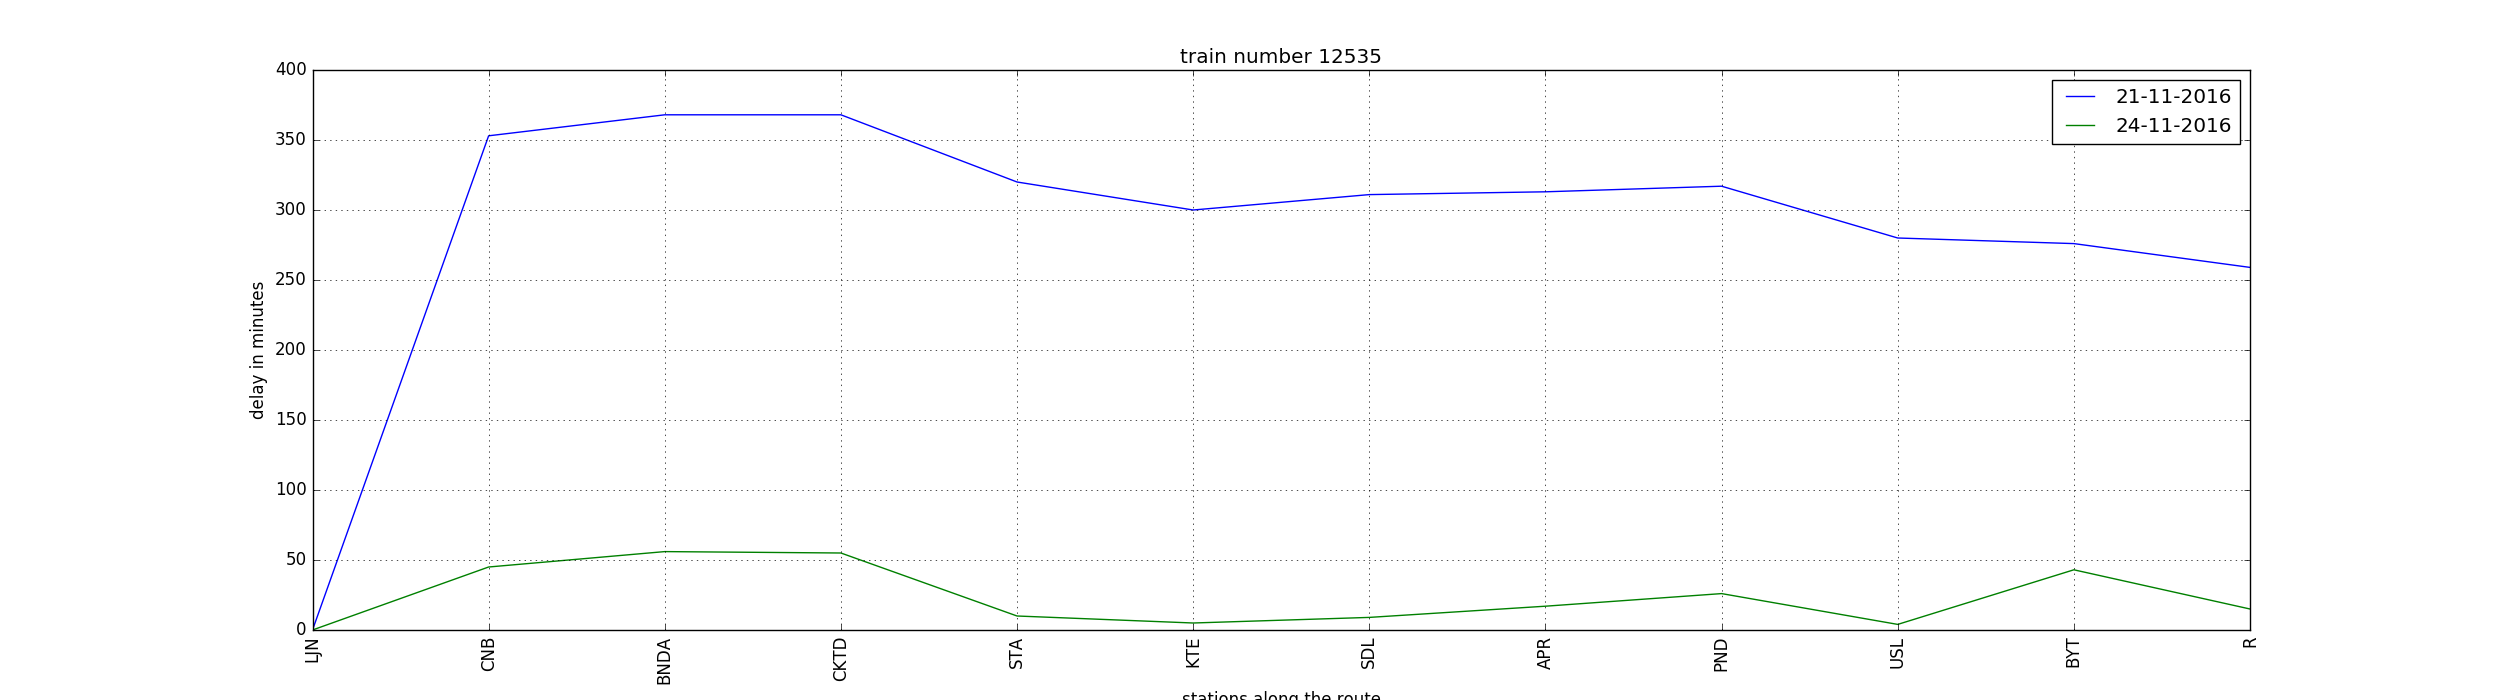 train number 12535
400
350
300
250
200
150
100
50
0
delay in minutes
21-11-2016
24-11-2016
LJN
CNB
BNDA
CKTD
STA
KTE
SDL
APR
PND
USL
BYT
R
stations along the route